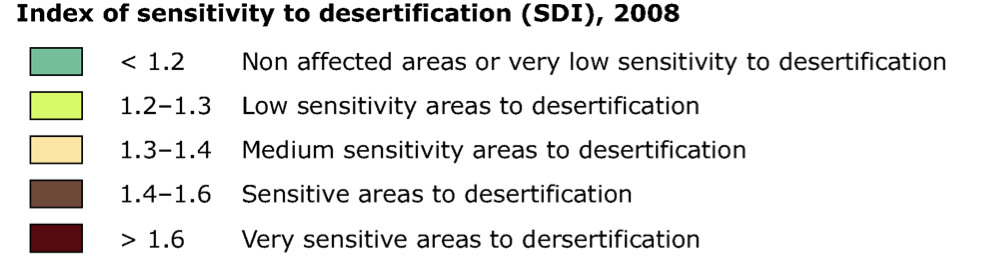 Index of sensitivity to desertification (SDI), 2008
< 1.2 Non affected areas or very low sensitivity to desertification
1.2–1.3 Low sensitivity areas to desertification
1.3–1.4 Medium sensitivity areas to desertification
1.4–1.6 Sensitive areas to desertification
> 1.6 Very sensitive areas to dersertification